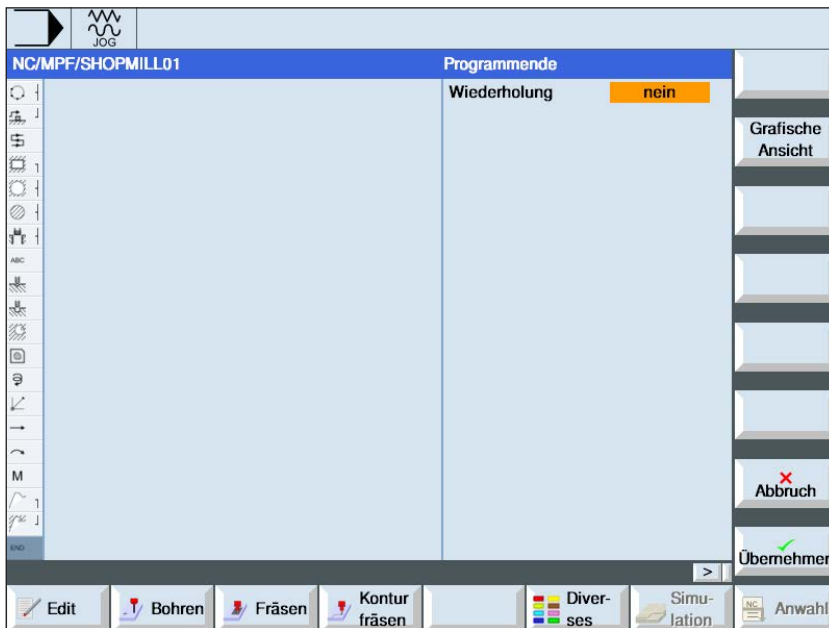 JOG
NC/MPF/SHOPMILL01
Programmende
Wiederholung nein
Grafische
Ansicht
ABC
M
END
Abbruch
Übernehmen
>
Edit
Bohren
Fräsen
Kontur
fräsen
Diver-
ses
Simu-
lation
NC
Anwahl